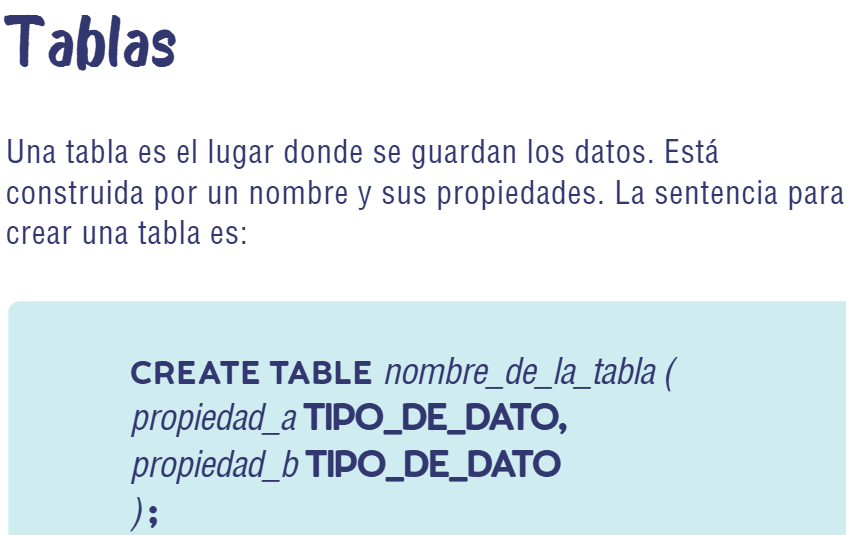 Tablas
Una tabla es el lugar donde se guardan los datos. Está
construida por un nombre y sus propiedades. La sentencia para
crear una tabla es:
CREATE TABLE nombre_de_la_tabla (
propiedad_a TIPO_DE_DATO,
propiedad_b TIPO_DE_DATO
);